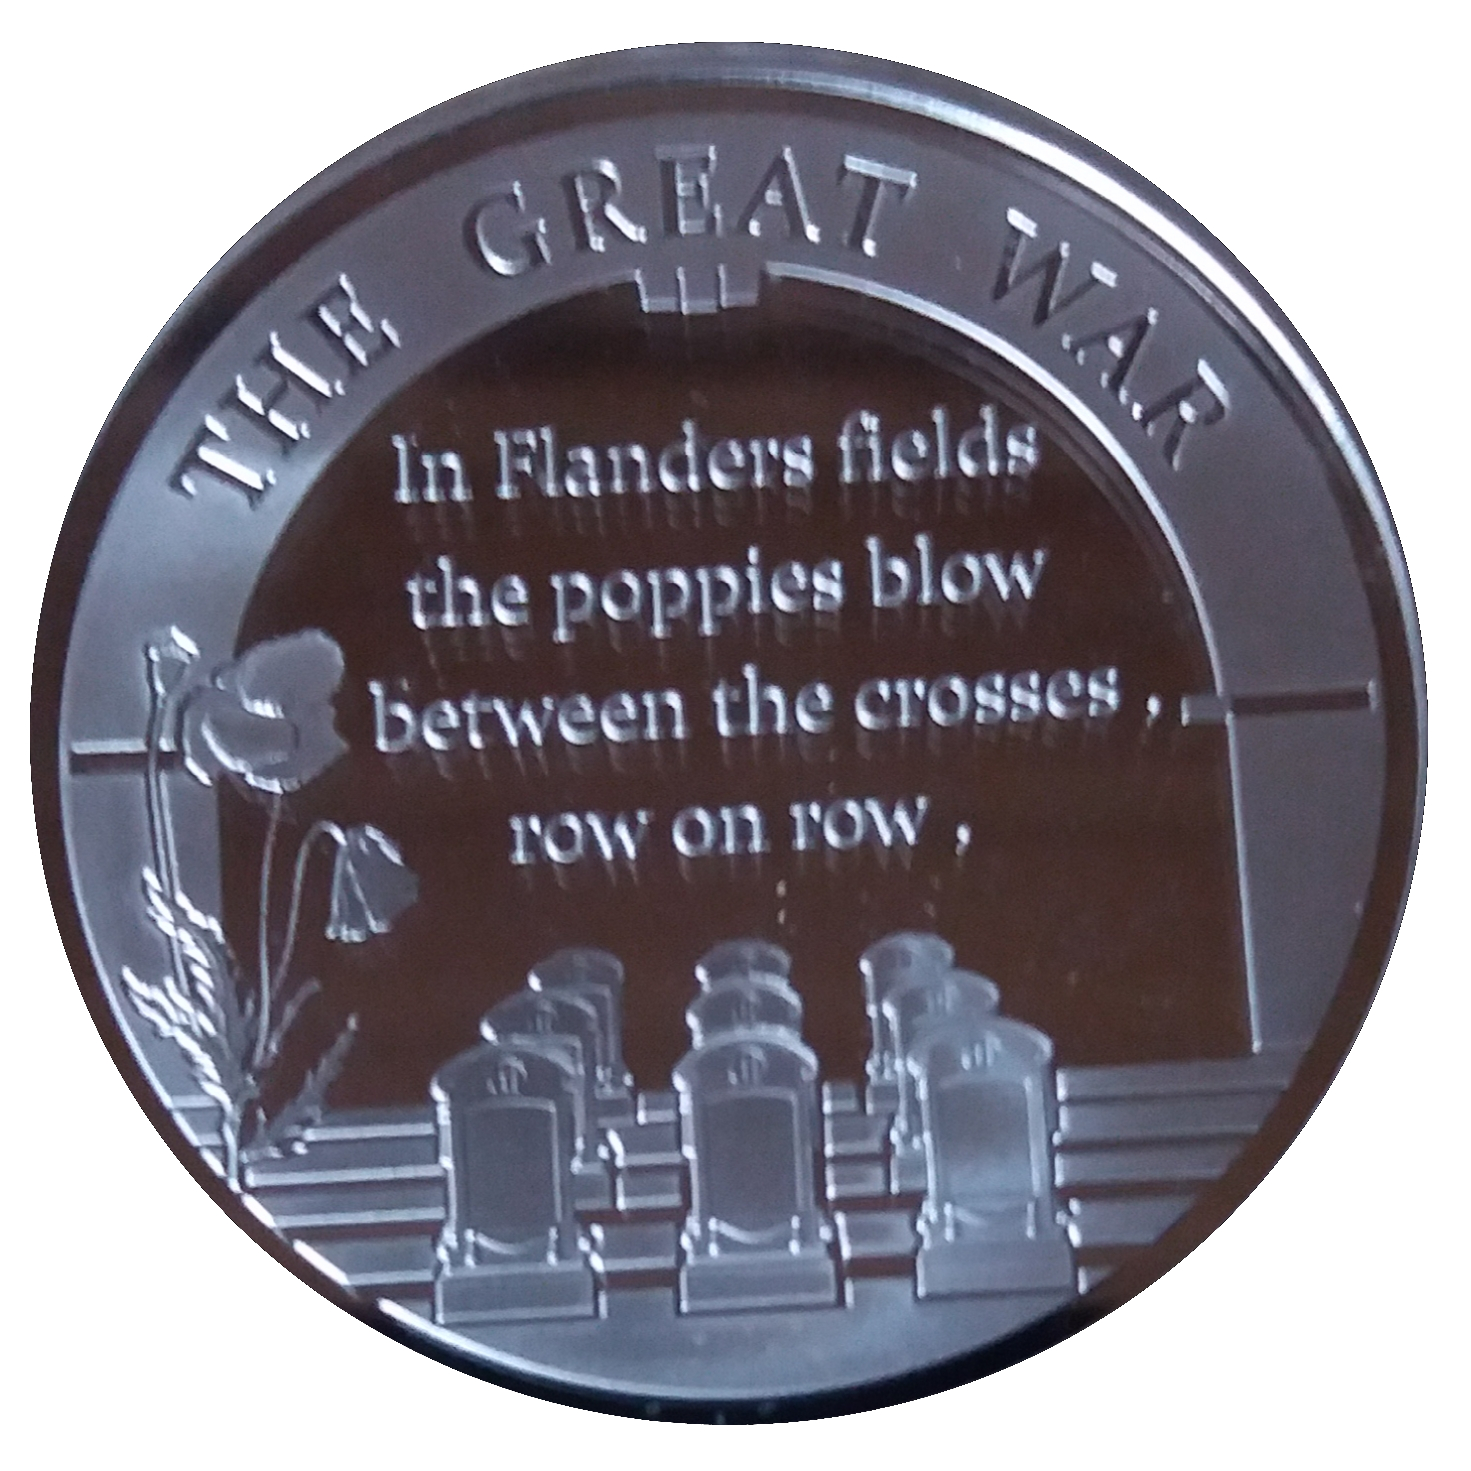 THE GREAT WAR
In Flanders fields
the poppies blow
between the crosses ,
row on row ,